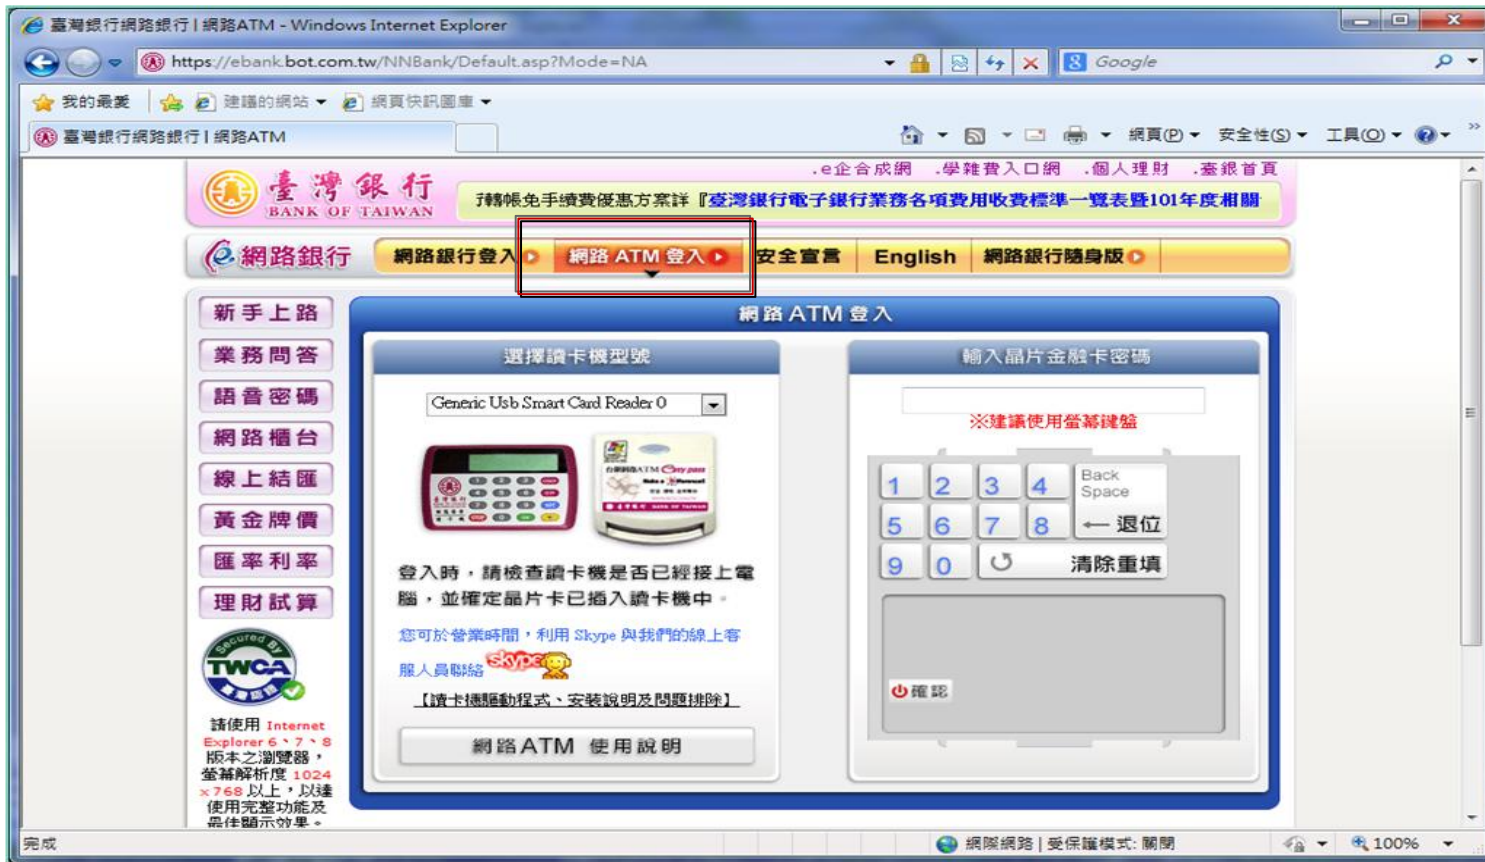 臺灣銀行網路銀行 | 網路ATM - Windows Internet Explorer
https://ebank.bot.com.tw/NNBank/Default.asp?Mode=NA
Google
我的最愛 建議的網站 網頁快訊圖庫
臺灣銀行網路銀行 | 網路ATM
網頁(P) 安全性(S) 工具(O)
.e企合成網 .學雜費入口網 .個人理財 .臺銀首頁
臺灣銀行
BANK OF TAIWAN
轉帳免手續費優惠方案詳『臺灣銀行電子銀行業務各項費用收費標準一覽表暨101年度相關
網路銀行 網路銀行登入 網路 ATM 登入 安全宣言 English 網路銀行隨身版
新手上路
業務問答
語音密碼
網路櫃台
線上結匯
黃金牌價
匯率利率
理財試算
Secured By
TWCA
請使用 Internet
Explorer 6、7、8
版本之瀏覽器，
螢幕解析度 1024
x 768 以上，以達
使用完整功能及
最佳顯示效果。
網路 ATM 登入
選擇讀卡機型號
Generic Usb Smart Card Reader 0
登入時，請檢查讀卡機是否已經接上電
腦，並確定晶片卡已插入讀卡機中。
您可於營業時間，利用 Skype 與我們的線上客
服人員聯絡 skype
【讀卡機驅動程式、安裝說明及問題排除】
網路ATM 使用說明
輸入晶片金融卡密碼
※建議使用螢幕鍵盤
1 2 3 4 Back Space
5 6 7 8 ← 退位
9 0 清除重填
確認
完成
網際網路 | 受保護模式: 關閉
100%